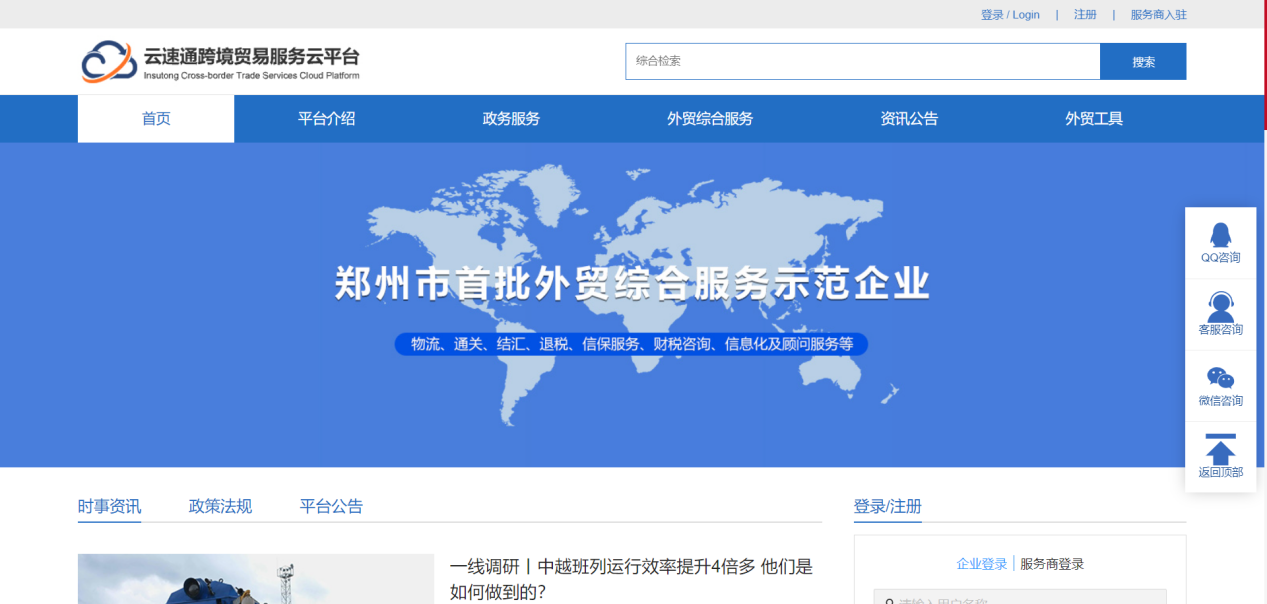 登录 / Login | 注册 | 服务商入驻
云速通跨境贸易服务云平台
Insutong Cross-border Trade Services Cloud Platform
综合检索
搜索
首页 平台介绍 政务服务 外贸综合服务 资讯公告 外贸工具
郑州市首批外贸综合服务示范企业
物流、通关、结汇、退税、信保服务、财税咨询、信息化及顾问服务等
QQ咨询
客服咨询
微信咨询
返回顶部
时事资讯 政策法规 平台公告
登录/注册
一线调研丨中越班列运行效率提升4倍多 他们是
如何做到的?
企业登录 | 服务商登录
请输入用户名称